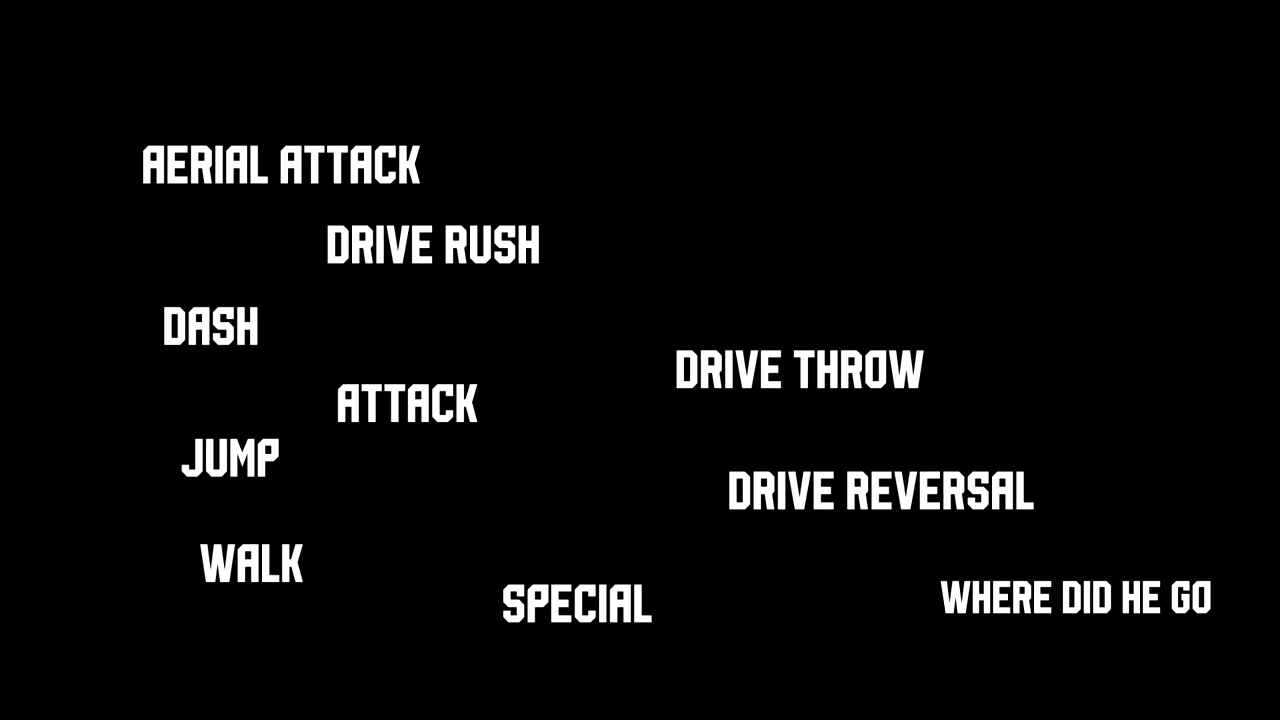 AERIAL ATTACK
DRIVE RUSH
DASH
DRIVE THROW
ATTACK
JUMP
DRIVE REVERSAL
WALK
SPECIAL
WHERE DID HE GO